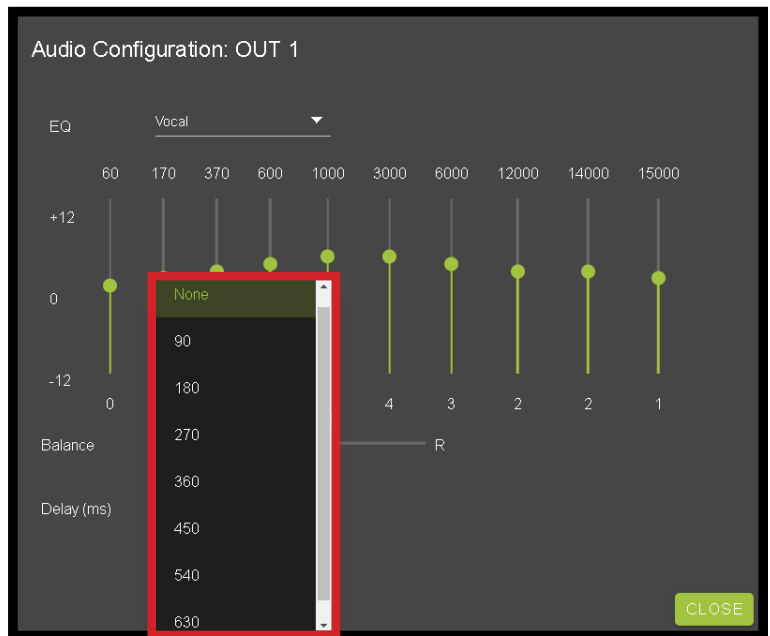 Audio Configuration: OUT 1
EQ Vocal
60 170 370 600 1000 3000 6000 12000 14000 15000
+12
0
-12
0 4 3 2 2 1
Balance R
Delay (ms)
None
90
180
270
360
450
540
630
CLOSE